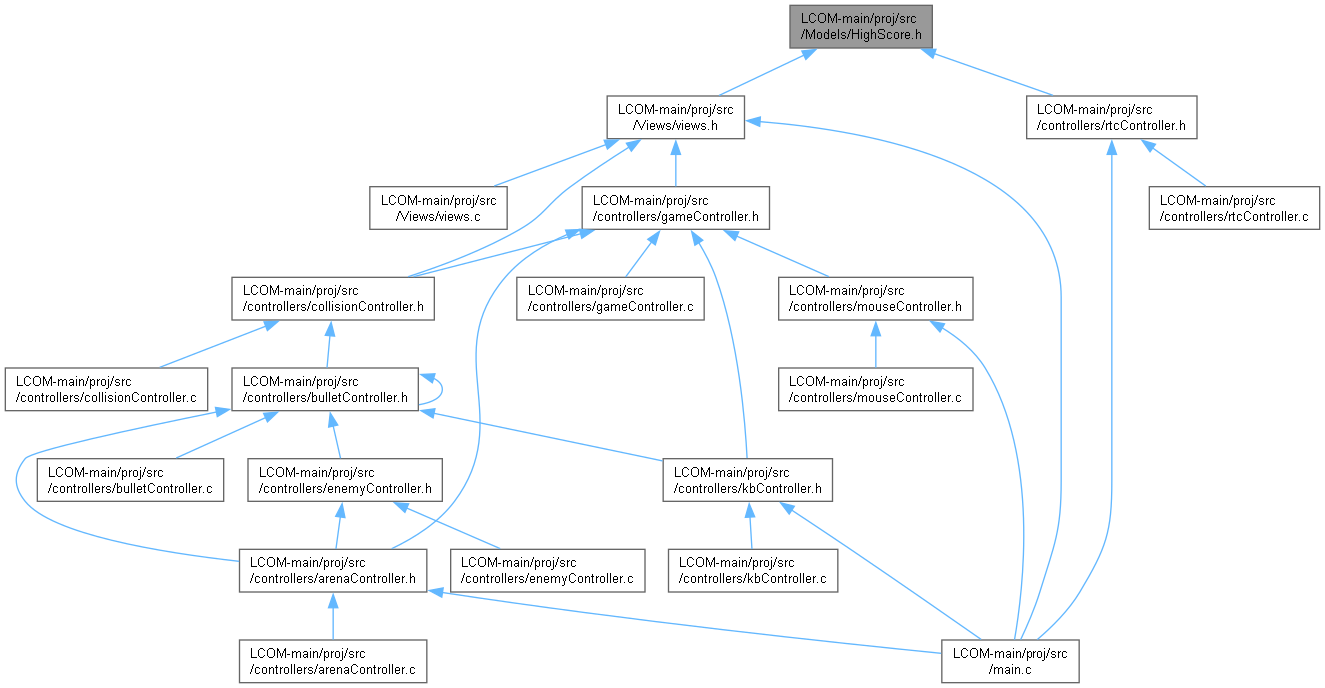 LCOM-main/proj/src
/Models/HighScore.h
LCOM-main/proj/src
/Views/views.h
LCOM-main/proj/src
/controllers/rtcController.h
LCOM-main/proj/src
/Views/views.c
LCOM-main/proj/src
/controllers/gameController.h
LCOM-main/proj/src
/controllers/rtcController.c
LCOM-main/proj/src
/controllers/collisionController.h
LCOM-main/proj/src
/controllers/gameController.c
LCOM-main/proj/src
/controllers/mouseController.h
LCOM-main/proj/src
/controllers/collisionController.c
LCOM-main/proj/src
/controllers/bulletController.h
LCOM-main/proj/src
/controllers/mouseController.c
LCOM-main/proj/src
/controllers/bulletController.c
LCOM-main/proj/src
/controllers/enemyController.h
LCOM-main/proj/src
/controllers/kbController.h
LCOM-main/proj/src
/controllers/arenaController.h
LCOM-main/proj/src
/controllers/enemyController.c
LCOM-main/proj/src
/controllers/kbController.c
LCOM-main/proj/src
/controllers/arenaController.c
LCOM-main/proj/src
/main.c